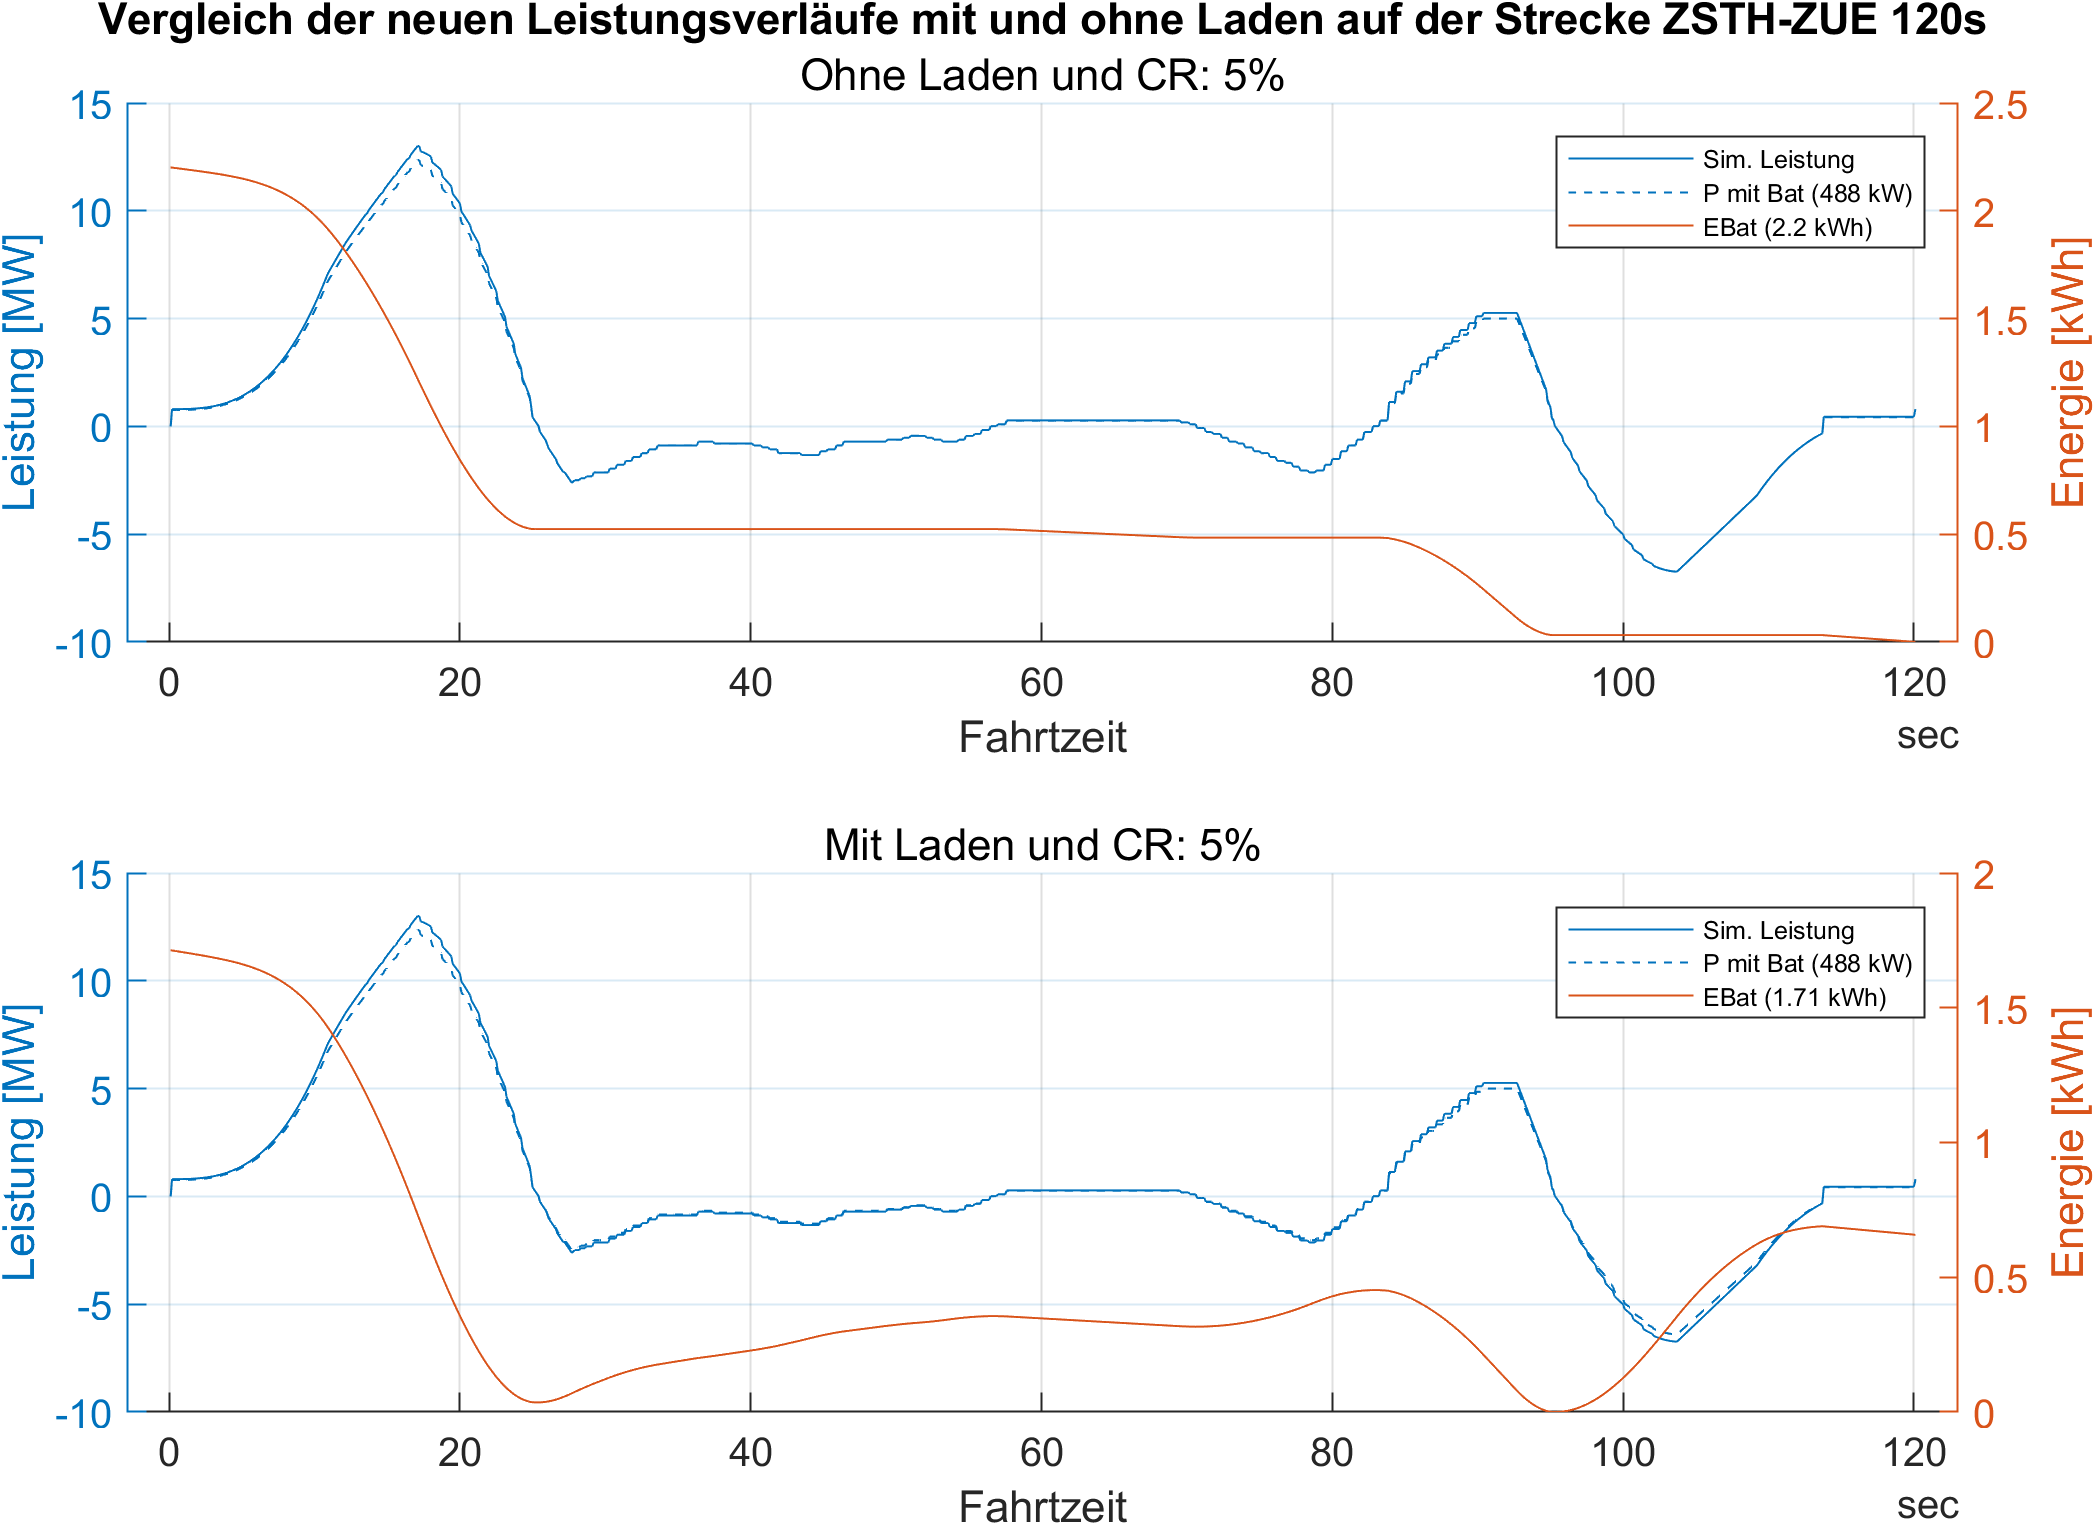 Vergleich der neuen Leistungsverläufe mit und ohne Laden auf der Strecke ZSTH-ZUE 120s
Ohne Laden und CR: 5%
15
10
5
0
-5
-10
Leistung [MW]
2.5
2
1.5
1
0.5
0
Energie [kWh]
Sim. Leistung
P mit Bat (488 kW)
EBat (2.2 kWh)
0 20 40 60 80 100 120
Fahrtzeit
sec
Mit Laden und CR: 5%
15
10
5
0
-5
-10
Leistung [MW]
2
1.5
1
0.5
0
Energie [kWh]
Sim. Leistung
P mit Bat (488 kW)
EBat (1.71 kWh)
0 20 40 60 80 100 120
Fahrtzeit
sec